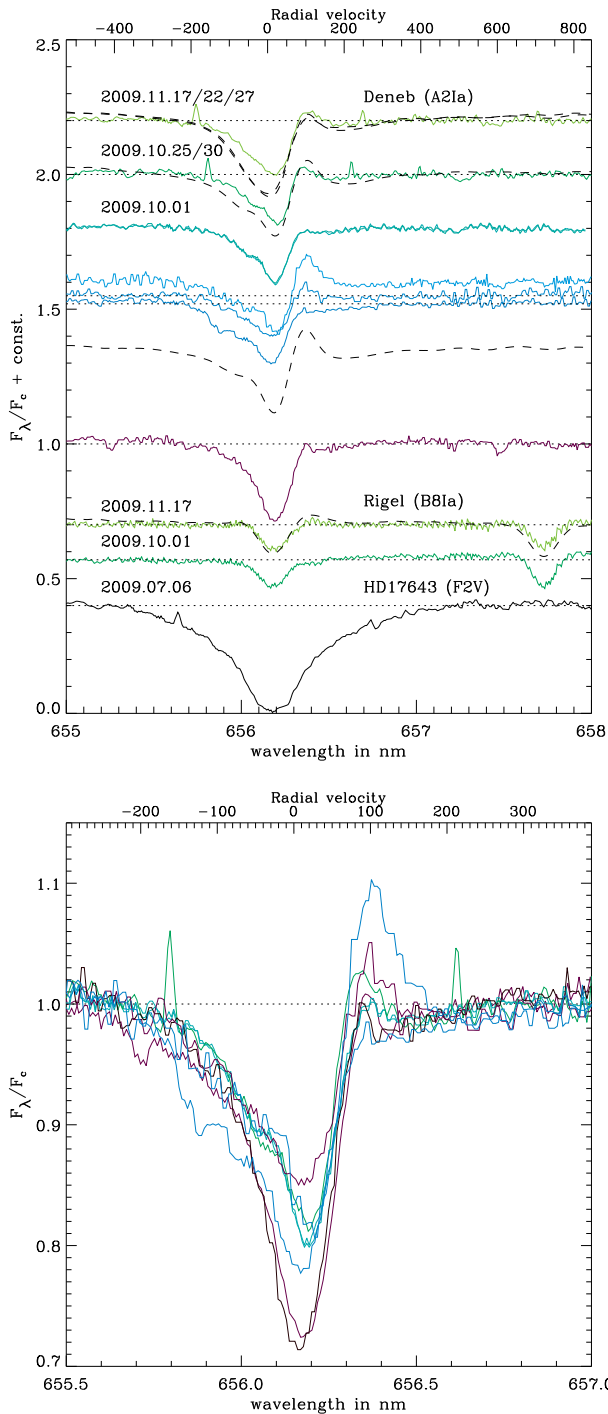 Radial velocity
-400 -200 0 200 400 600 800
2.5
2009.11.17/22/27 Deneb (A2Ia)
2009.10.25/30
2.0
2009.10.01
1.5
F_λ/F_c + const.
1.0
2009.11.17 Rigel (B8Ia)
2009.10.01
0.5
2009.07.06 HD17643 (F2V)
0.0
655 656 657 658
wavelength in nm
Radial velocity
-200 -100 0 100 200 300
1.1
1.0
F_λ/F_c
0.9
0.8
0.7
655.5 656.0 656.5 657.0
wavelength in nm